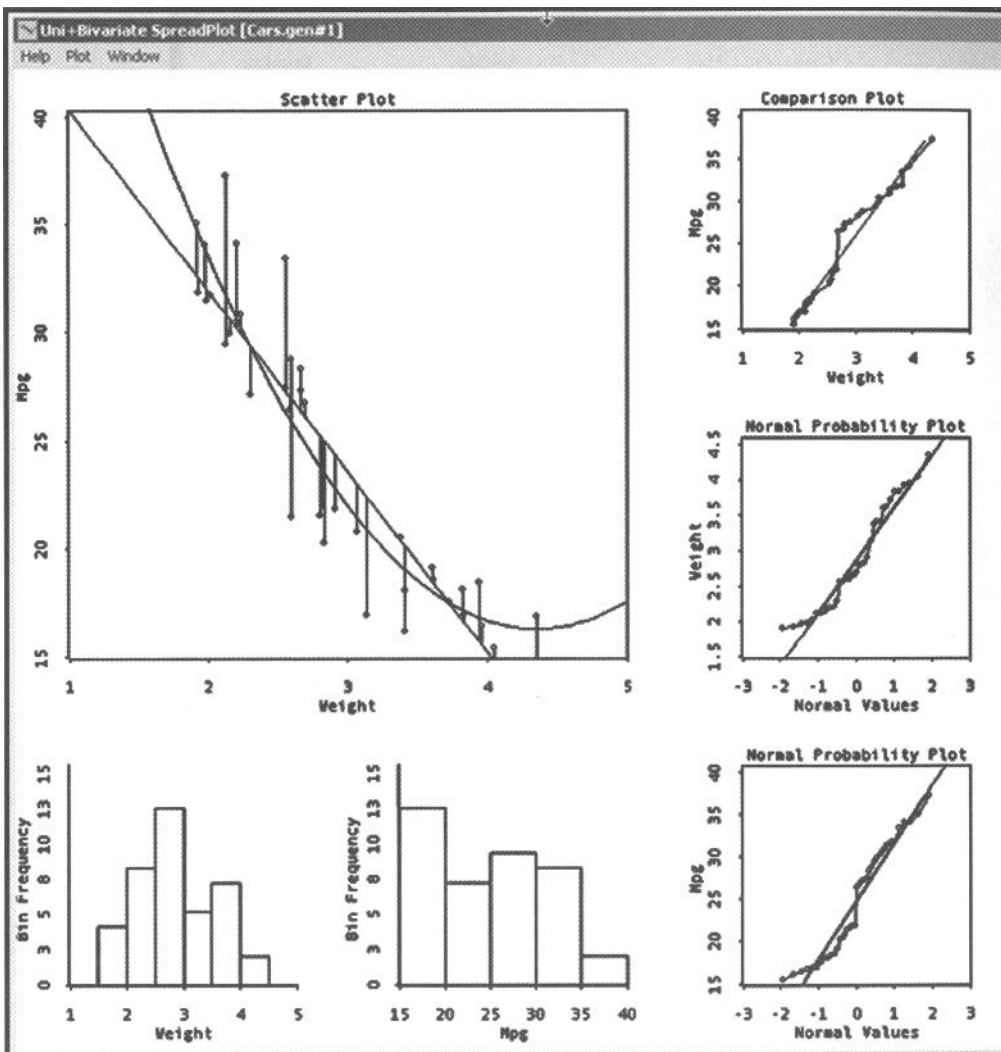 Uni+Bivariate SpreadPlot [Cars.gen#1]
Help Plot Window
Scatter Plot
40
35
30
25
20
15
Mpg
1 2 3 4 5
Weight
Comparison Plot
40
35
30
25
20
15
Mpg
1 2 3 4 5
Weight
Normal Probability Plot
4.5
4
3.5
3
2.5
2
1.5
Weight
-3 -2 -1 0 1 2 3
Normal Values
15
13
10
8
5
3
0
Bin Frequency
1 2 3 4 5
Weight
15
13
10
8
5
3
0
Bin Frequency
15 20 25 30 35 40
Mpg
Normal Probability Plot
40
35
30
25
20
15
Mpg
-3 -2 -1 0 1 2 3
Normal Values